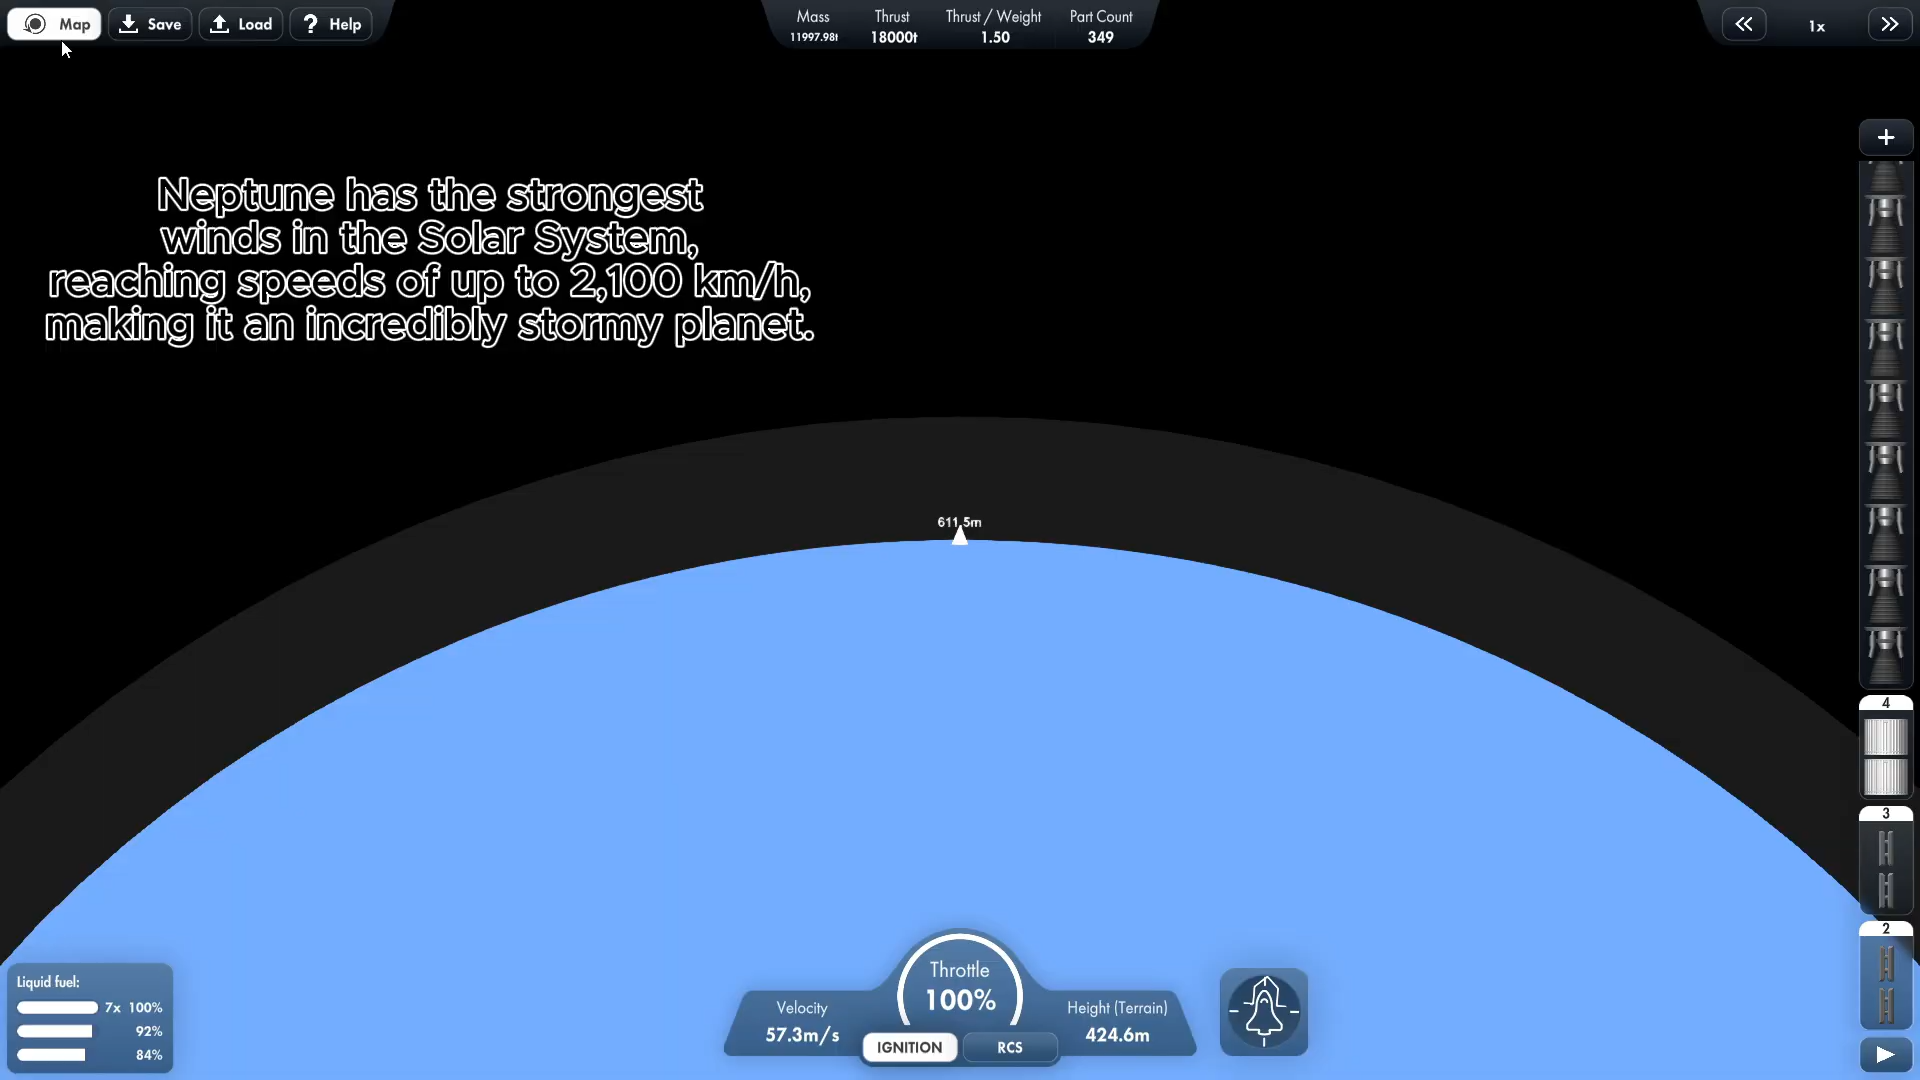 Map
Save
Load
Help
Mass
11997.98t
Thrust
18000t
Thrust / Weight
1.50
Part Count
349
1x
Neptune has the strongest
winds in the Solar System,
reaching speeds of up to 2,100 km/h,
making it an incredibly stormy planet.
611.5m
4
3
2
Liquid fuel:
7x 100%
92%
84%
Throttle
100%
Velocity
57.3m/s
Height (Terrain)
424.6m
IGNITION
RCS